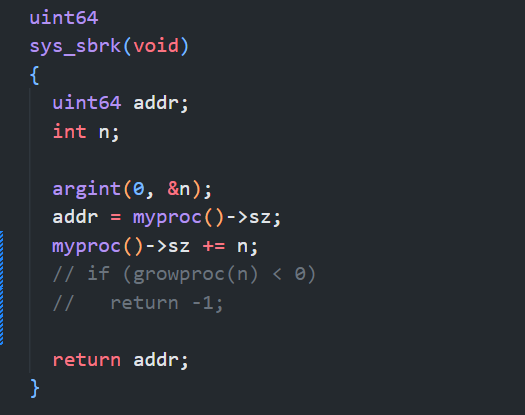 uint64
sys_sbrk(void)
{
  uint64 addr;
  int n;

  argint(0, &n);
  addr = myproc()->sz;
  myproc()->sz += n;
  // if (growproc(n) < 0)
  //   return -1;

  return addr;
}